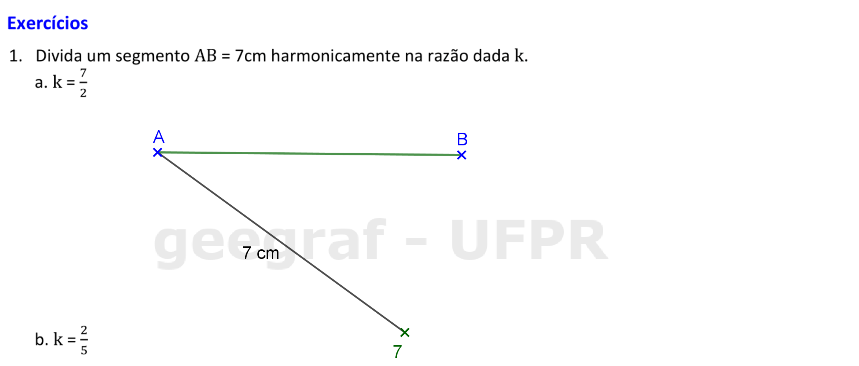 Exercícios
1. Divida um segmento AB = 7cm harmonicamente na razão dada k.
a. k = 7/2
A B
geegraf - UFPR
7 cm
b. k = 2/5
7